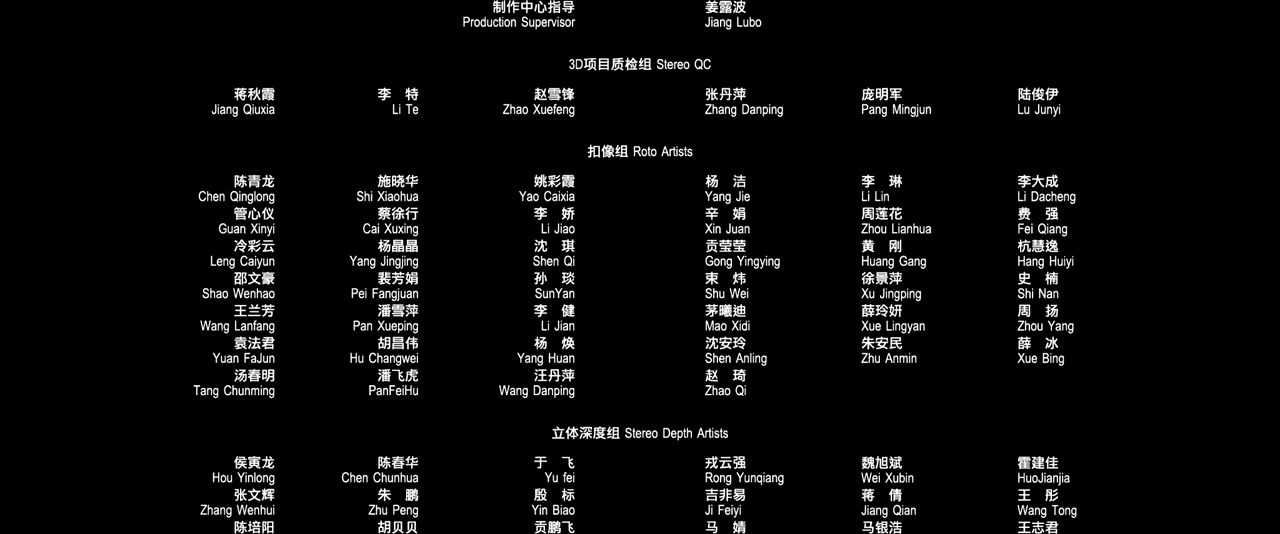 制作中心指导 姜露波
Production Supervisor Jiang Lubo
3D项目质检组 Stereo QC
蒋秋霞 李 特 赵雪锋 张丹萍 庞明军 陆俊伊
Jiang Qiuxia Li Te Zhao Xuefeng Zhang Danping Pang Mingjun Lu Junyi
扣像组 Roto Artists
陈青龙 施晓华 姚彩霞 杨 洁 李 琳 李大成
Chen Qinglong Shi Xiaohua Yao Caixia Yang Jie Li Lin Li Dacheng
管心仪 蔡徐行 李 娇 辛 娟 周莲花 费 强
Guan Xinyi Cai Xuxing Li Jiao Xin Juan Zhou Lianhua Fei Qiang
冷彩云 杨晶晶 沈 琪 贡莹莹 黄 刚 杭慧逸
Leng Caiyun Yang Jingjing Shen Qi Gong Yingying Huang Gang Hang Huiyi
邵文豪 裴芳娟 孙 琰 束 炜 徐景萍 史 楠
Shao Wenhao Pei Fangjuan SunYan Shu Wei Xu Jingping Shi Nan
王兰芳 潘雪萍 李 健 茅曦迪 薛玲妍 周 扬
Wang Lanfang Pan Xueping Li Jian Mao Xidi Xue Lingyan Zhou Yang
袁法君 胡昌伟 杨 焕 沈安玲 朱安民 薛 冰
Yuan FaJun Hu Changwei Yang Huan Shen Anling Zhu Anmin Xue Bing
汤春明 潘飞虎 汪丹萍 赵 琦
Tang Chunming PanFeiHu Wang Danping Zhao Qi
立体深度组 Stereo Depth Artists
侯寅龙 陈春华 于 飞 戎云强 魏旭斌 霍建佳
Hou Yinlong Chen Chunhua Yu fei Rong Yunqiang Wei Xubin HuoJianjia
张文辉 朱 鹏 殷 标 吉非易 蒋 倩 王 彤
Zhang Wenhui Zhu Peng Yin Biao Ji Feiyi Jiang Qian Wang Tong
陈培阳 胡贝贝 贡鹏飞 马 婧 马银浩 王志君